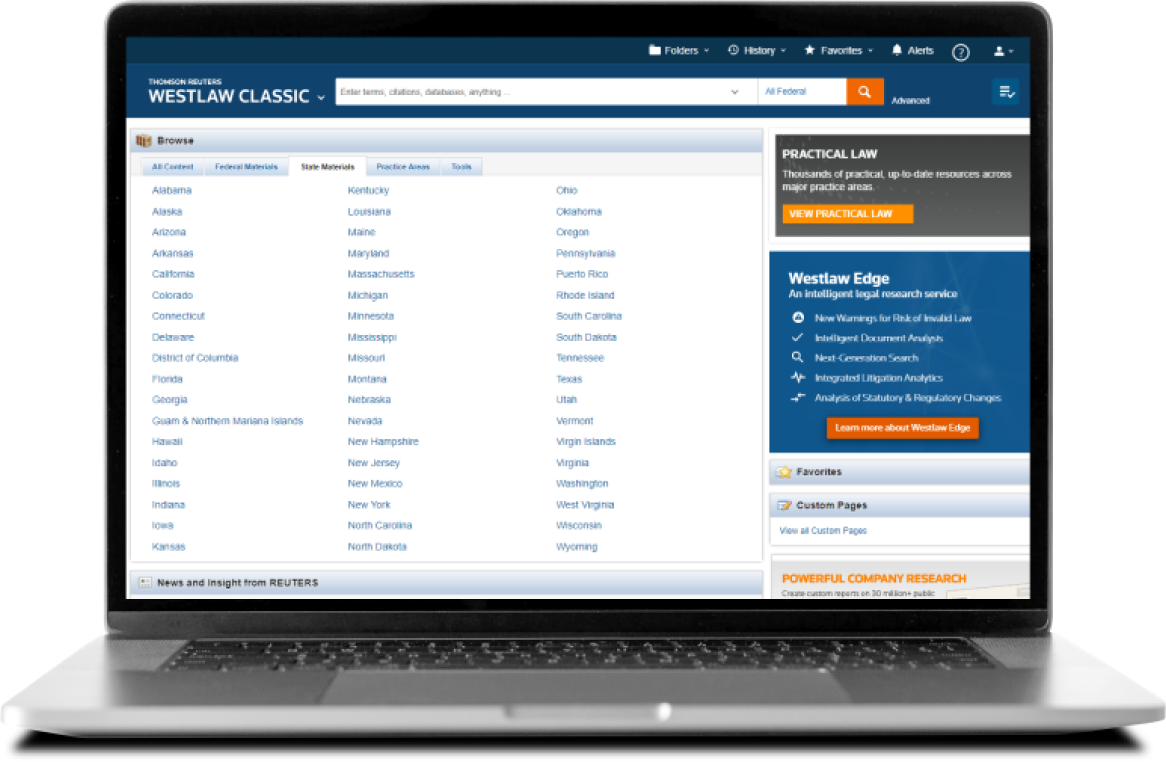 Folders
History
Favorites
Alerts
?
THOMSON REUTERS
WESTLAW CLASSIC
Enter terms, citations, databases, anything ...
All Federal
Advanced
Browse
All Content
Federal Materials
State Materials
Practice Areas
Tools
Alabama
Alaska
Arizona
Arkansas
California
Colorado
Connecticut
Delaware
District of Columbia
Florida
Georgia
Guam & Northern Mariana Islands
Hawaii
Idaho
Illinois
Indiana
Iowa
Kansas
Kentucky
Louisiana
Maine
Maryland
Massachusetts
Michigan
Minnesota
Mississippi
Missouri
Montana
Nebraska
Nevada
New Hampshire
New Jersey
New Mexico
New York
North Carolina
North Dakota
Ohio
Oklahoma
Oregon
Pennsylvania
Puerto Rico
Rhode Island
South Carolina
South Dakota
Tennessee
Texas
Utah
Vermont
Virgin Islands
Virginia
Washington
West Virginia
Wisconsin
Wyoming
News and Insight from REUTERS
PRACTICAL LAW
Thousands of practical, up-to-date resources across
major practice areas.
VIEW PRACTICAL LAW
Westlaw Edge
An intelligent legal research service
New Warnings for Risk of Invalid Law
Intelligent Document Analysis
Next-Generation Search
Integrated Litigation Analytics
Analysis of Statutory & Regulatory Changes
Learn more about Westlaw Edge
Favorites
Custom Pages
View all Custom Pages
POWERFUL COMPANY RESEARCH
Create custom reports on 30 million+ public